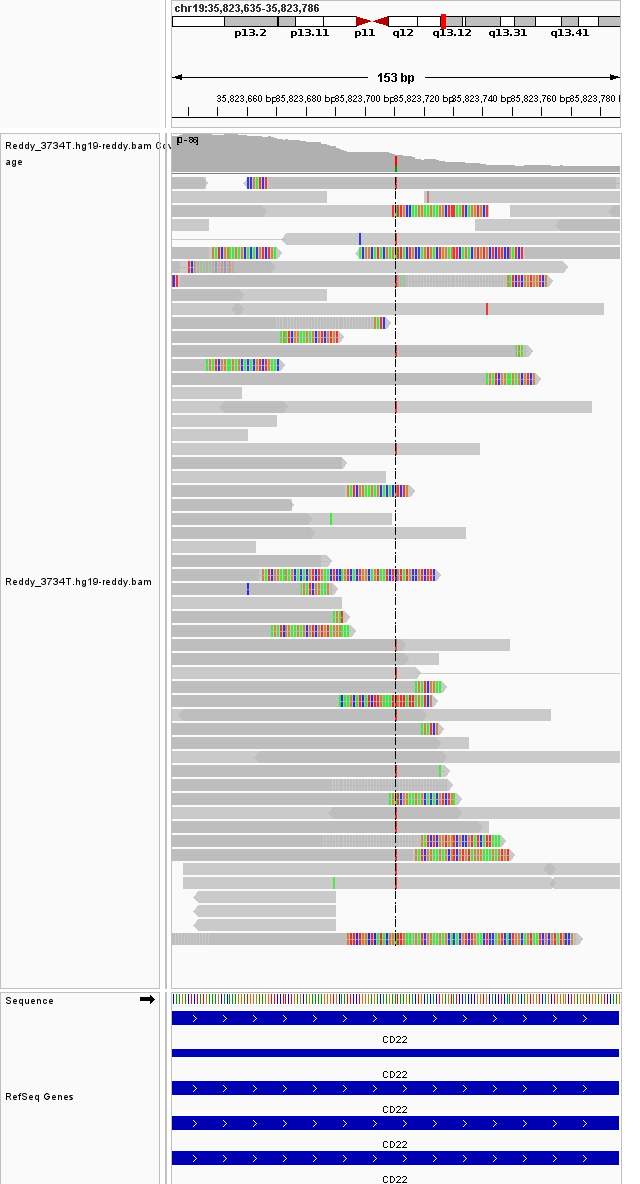 chr19:35,823,635-35,823,786
p13.2 p13.11 p11 q12 q13.12 q13.31 q13.41
153 bp
35,823,660 bp 35,823,680 bp 35,823,700 bp 35,823,720 bp 35,823,740 bp 35,823,760 bp 35,823,780 b
Reddy_3734T.hg19-reddy.bam Cov
age
[0-86]
Reddy_3734T.hg19-reddy.bam
Sequence
CD22
CD22
RefSeq Genes
CD22
CD22
CD22